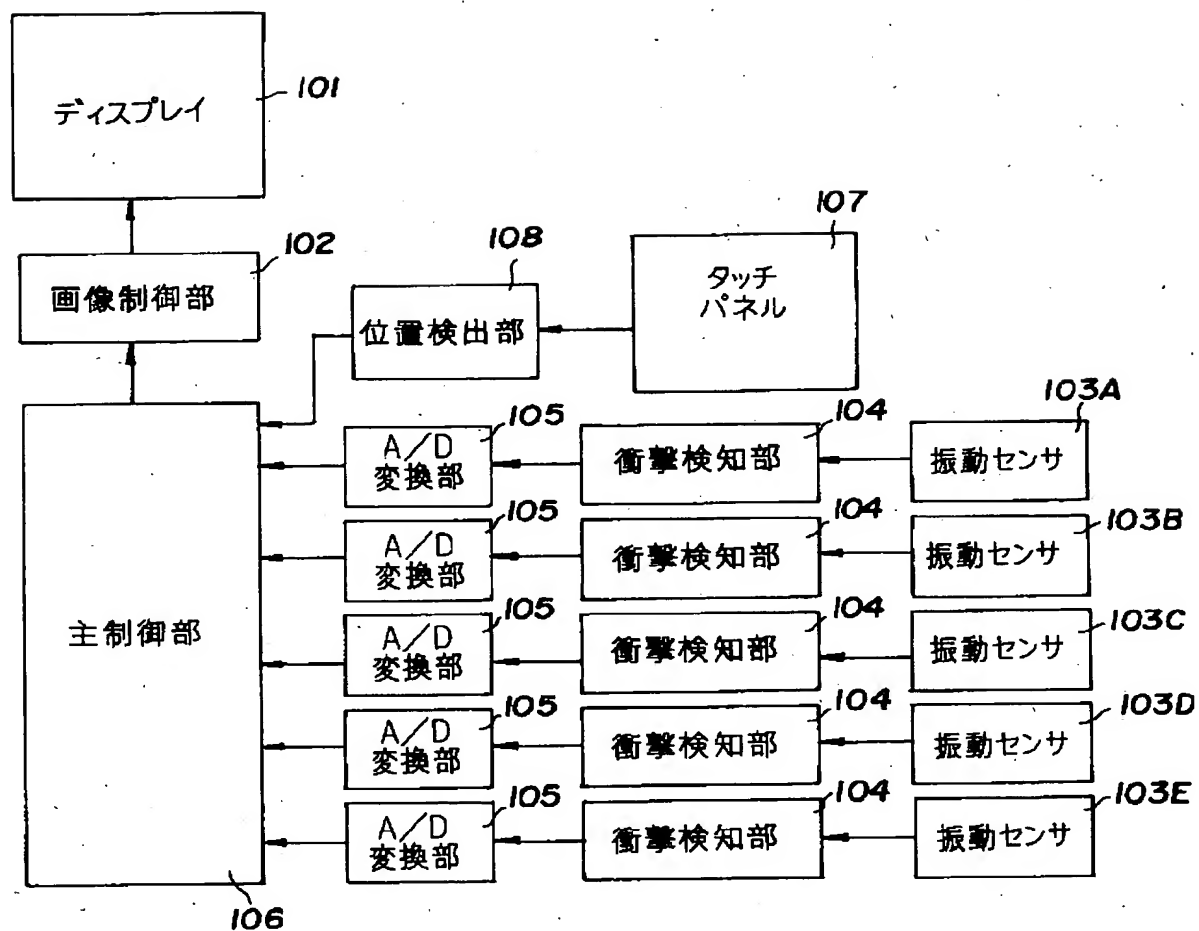 ディスプレイ
101
画像制御部
102
主制御部
106
位置検出部
108
タッチ
パネル
107
A/D
変換部
105
衝撃検知部
104
振動センサ
103A
A/D
変換部
105
衝撃検知部
104
振動センサ
103B
A/D
変換部
105
衝撃検知部
104
振動センサ
103C
A/D
変換部
105
衝撃検知部
104
振動センサ
103D
A/D
変換部
105
衝撃検知部
104
振動センサ
103E